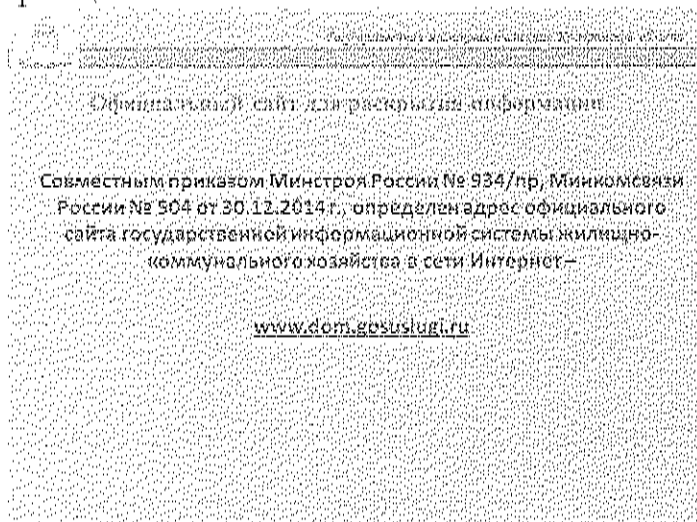 Официальный сайт для раскрытия информации
Совместным приказом Минстроя России № 934/пр, Минкомсвязи
России № 504 от 30.12.2014 г., определен адрес официального
сайта государственной информационной системы жилищно-
коммунального хозяйства в сети Интернет –
www.dom.gosuslugi.ru